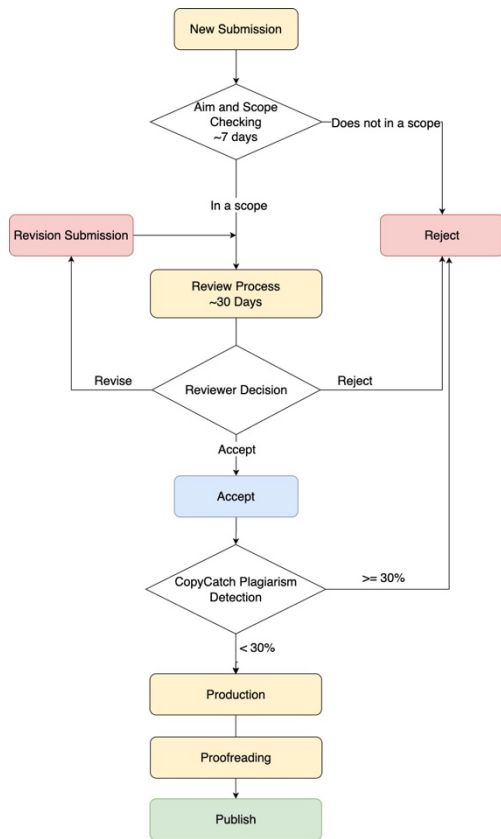 New Submission
Aim and Scope
Checking
~7 days
Does not in a scope
In a scope
Revision Submission
Reject
Review Process
~30 Days
Revise
Reviewer Decision
Reject
Accept
Accept
CopyCatch Plagiarism
Detection
>= 30%
< 30%
Production
Proofreading
Publish